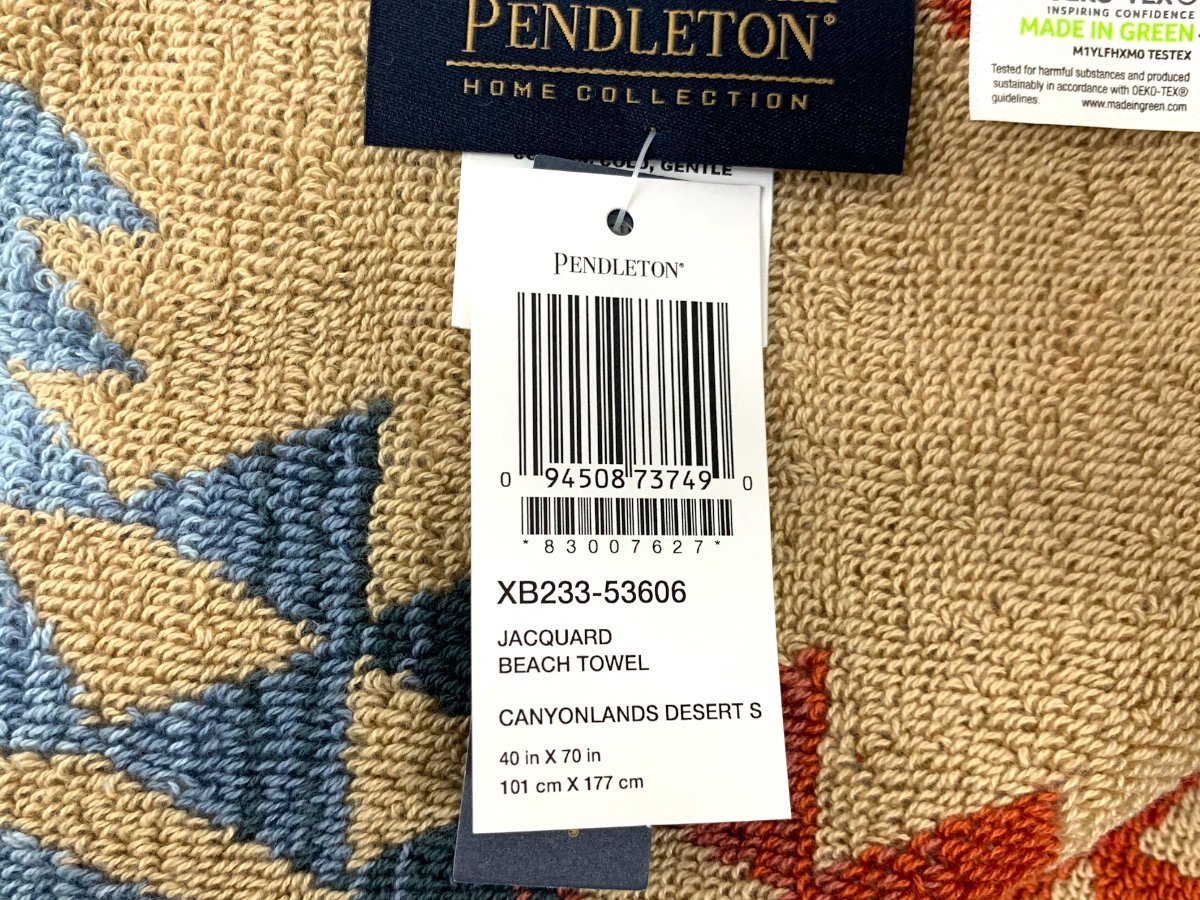 PENDLETON®
HOME COLLECTION
INSPIRING CONFIDENCE
MADE IN GREEN
M1YLFHXM0 TESTEX
Tested for harmful substances and produced
sustainably in accordance with OEKO-TEX®
guidelines. www.madeingreen.com
COLD, GENTLE
PENDLETON®
0 94508 73749 0
*83007627*
XB233-53606
JACQUARD
BEACH TOWEL
CANYONLANDS DESERT S
40 in X 70 in
101 cm X 177 cm